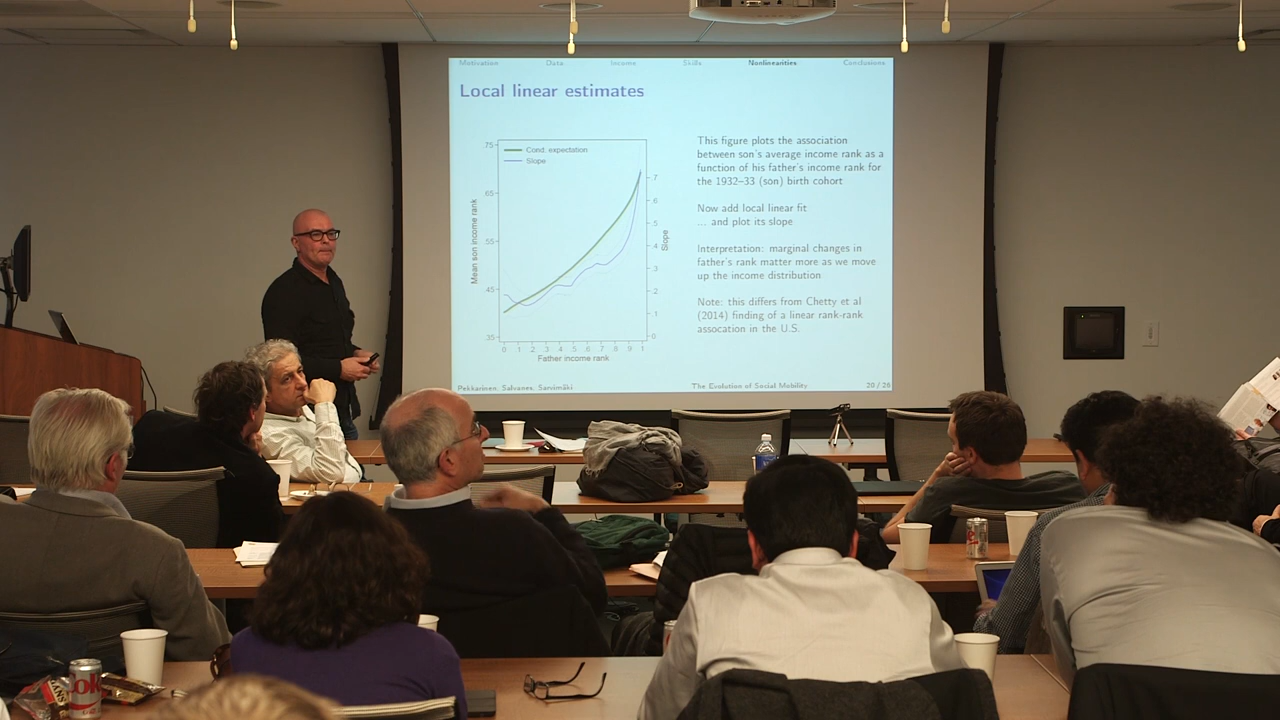 Motivation Data Income Skills Nonlinearities Conclusions
Local linear estimates
75
65
55
45
35
Mean son income rank
Cond. expectation
Slope
.7
.6
.5
.4
.3
.2
.1
0
Slope
0 .1 .2 .3 .4 .5 .6 .7 .8 .9 1
Father income rank
This figure plots the association
between son's average income rank as a
function of his father's income rank for
the 1932–33 (son) birth cohort
Now add local linear fit
... and plot its slope
Interpretation: marginal changes in
father's rank matter more as we move
up the income distribution
Note: this differs from Chetty et al
(2014) finding of a linear rank-rank
assocation in the U.S.
Pekkarinen, Salvanes, Sarvimäki The Evolution of Social Mobility 20 / 26